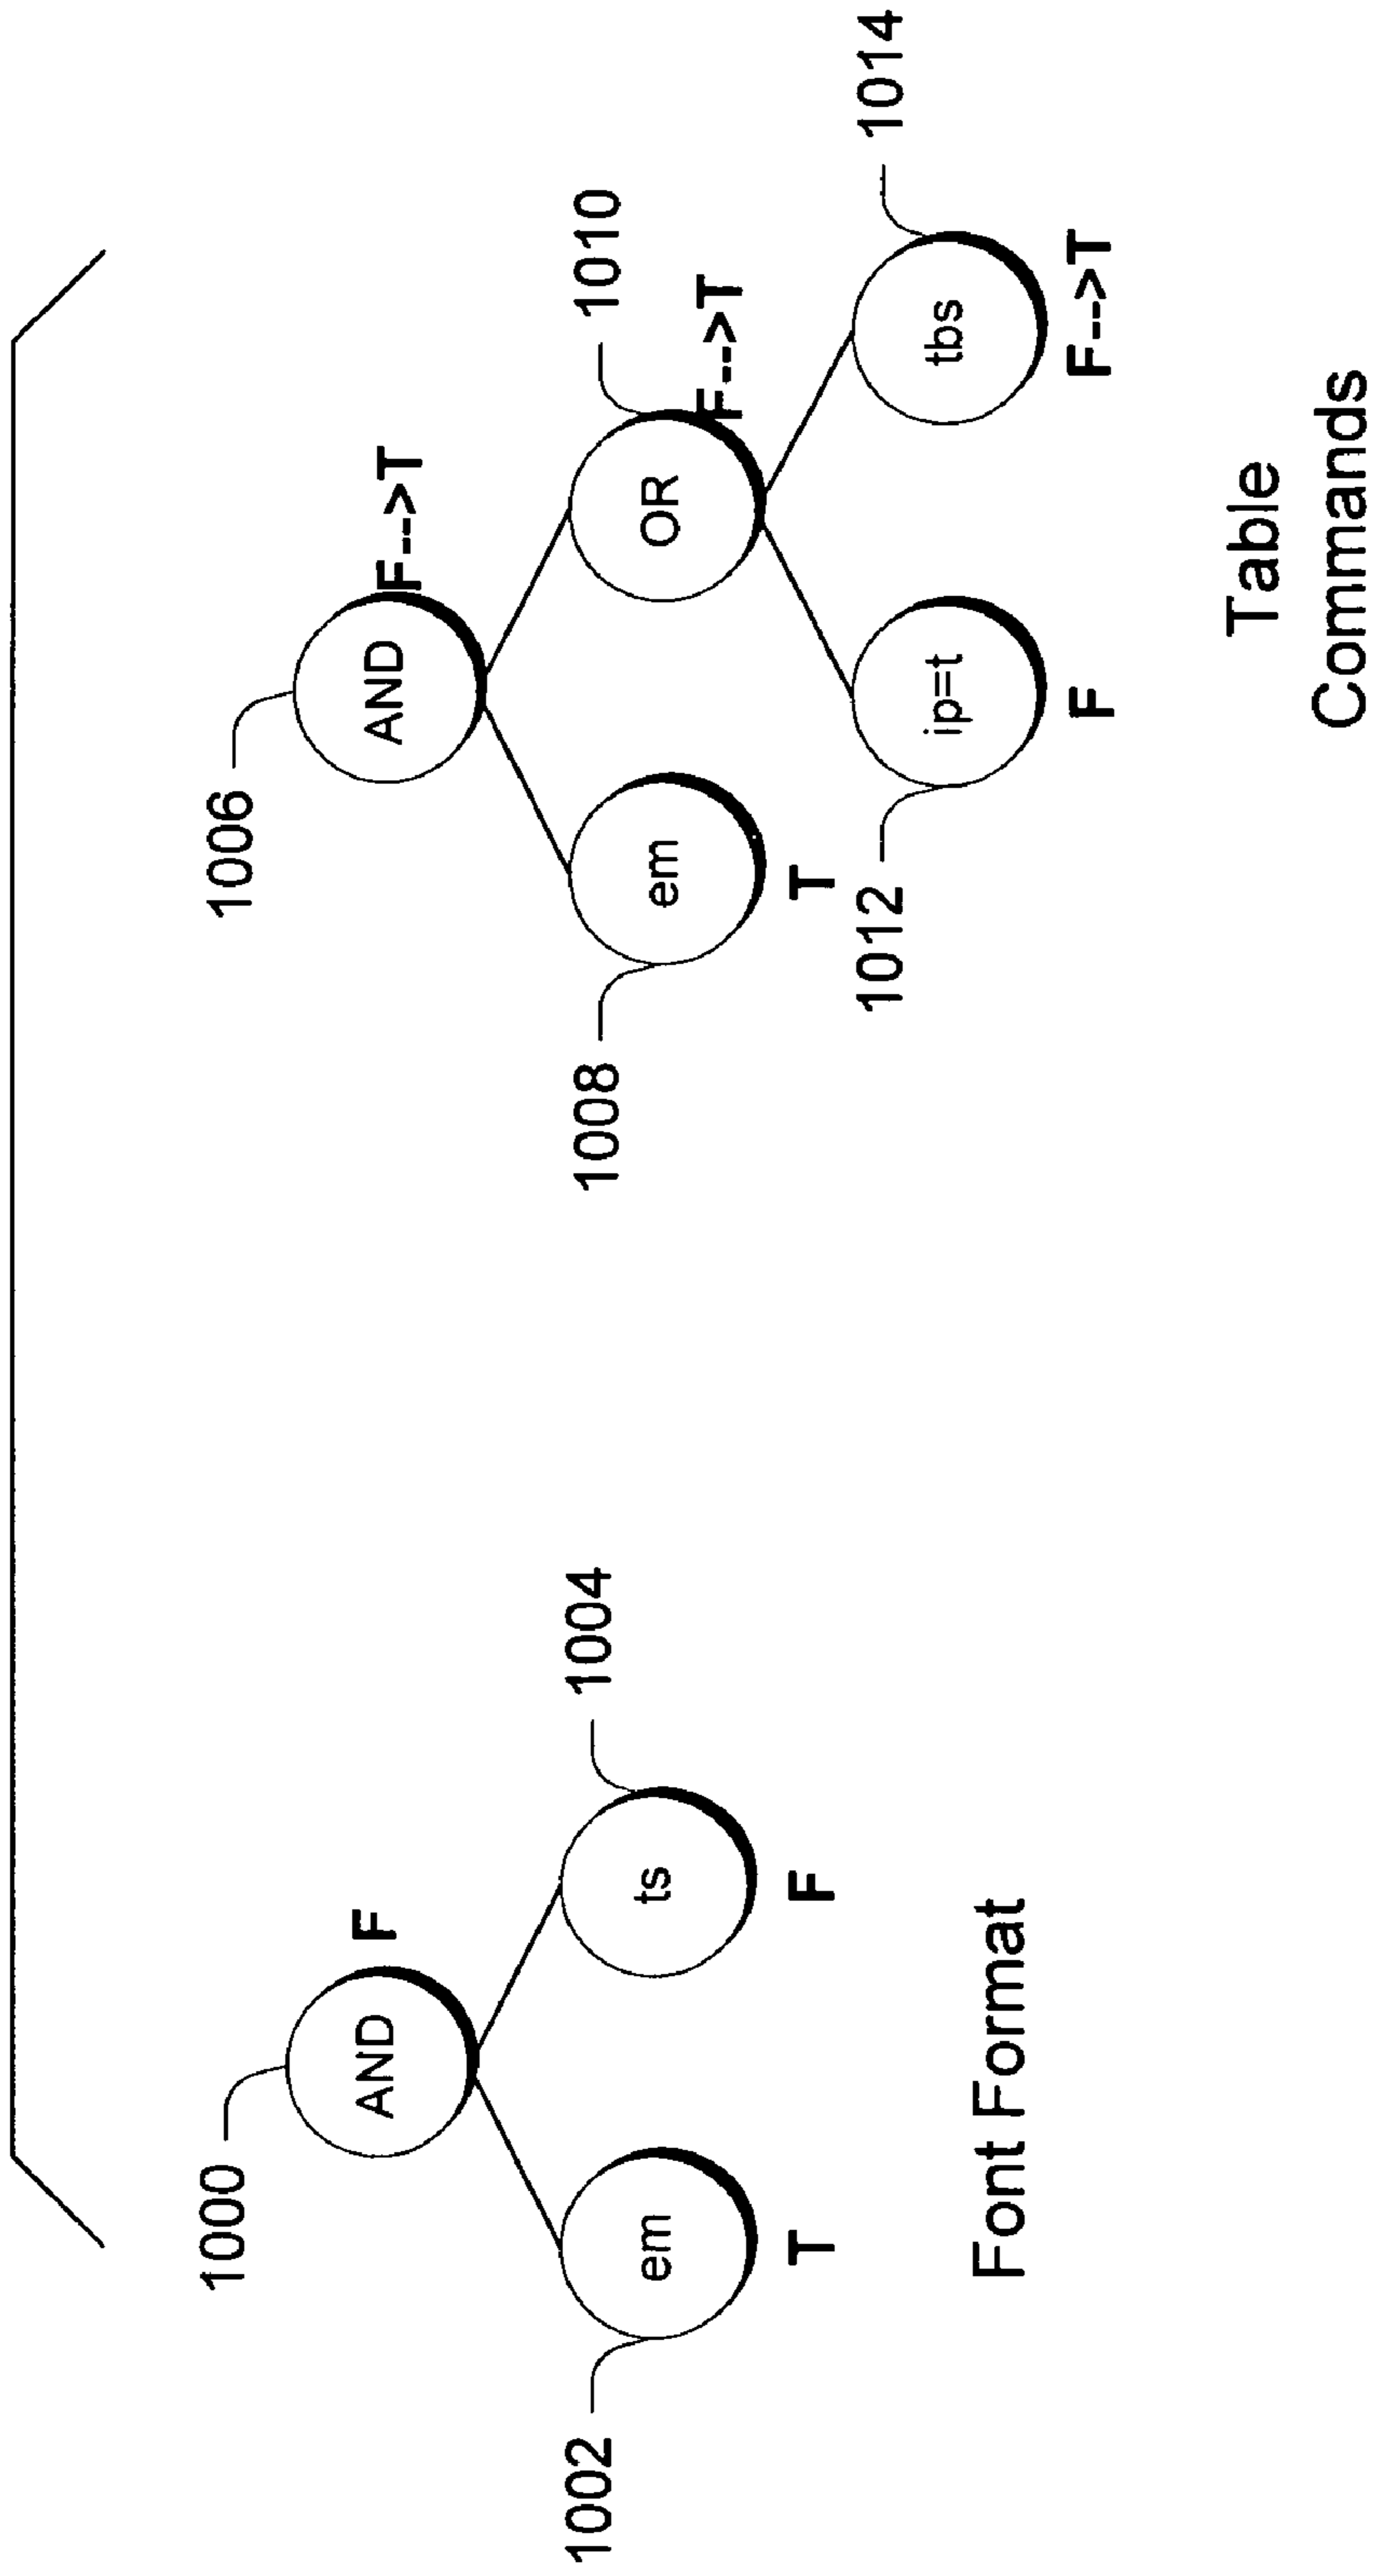 1000
AND
F
1002
em
T
1004
ts
F
Font Format
1006
AND
F-->T
1008
em
T
1010
OR
F-->T
1012
ip=t
F
1014
tbs
F-->T
Table
Commands